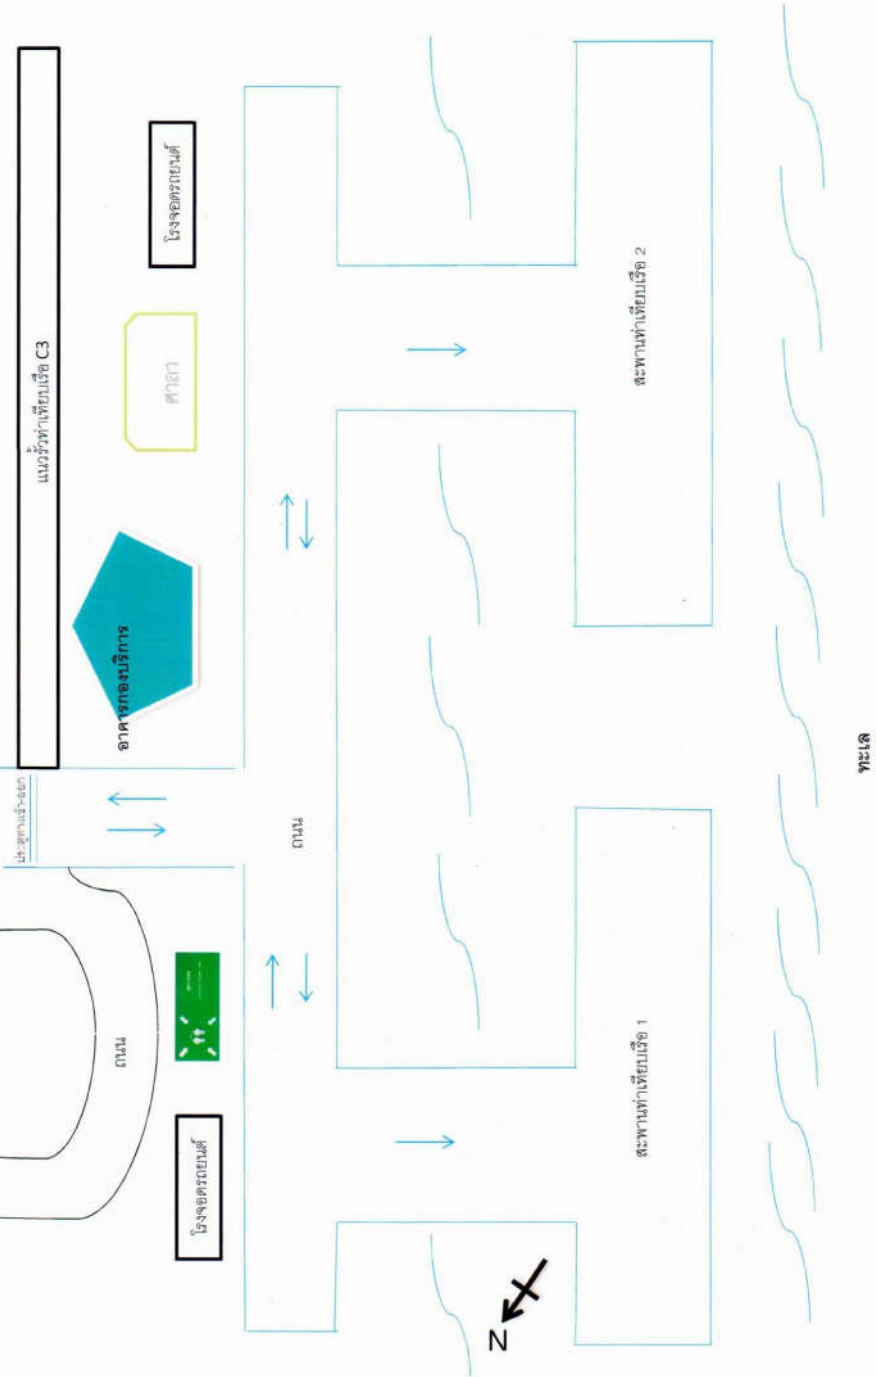 แนวรั้วท่าเทียบเรือ C3
โรงจอดรถยนต์
ศาลา
อาคารกองบริการ
ประตูทางเข้า-ออก
ถนน
ถนน
โรงจอดรถยนต์
สะพานท่าเทียบเรือ 2
สะพานท่าเทียบเรือ 1
ทะเล
N